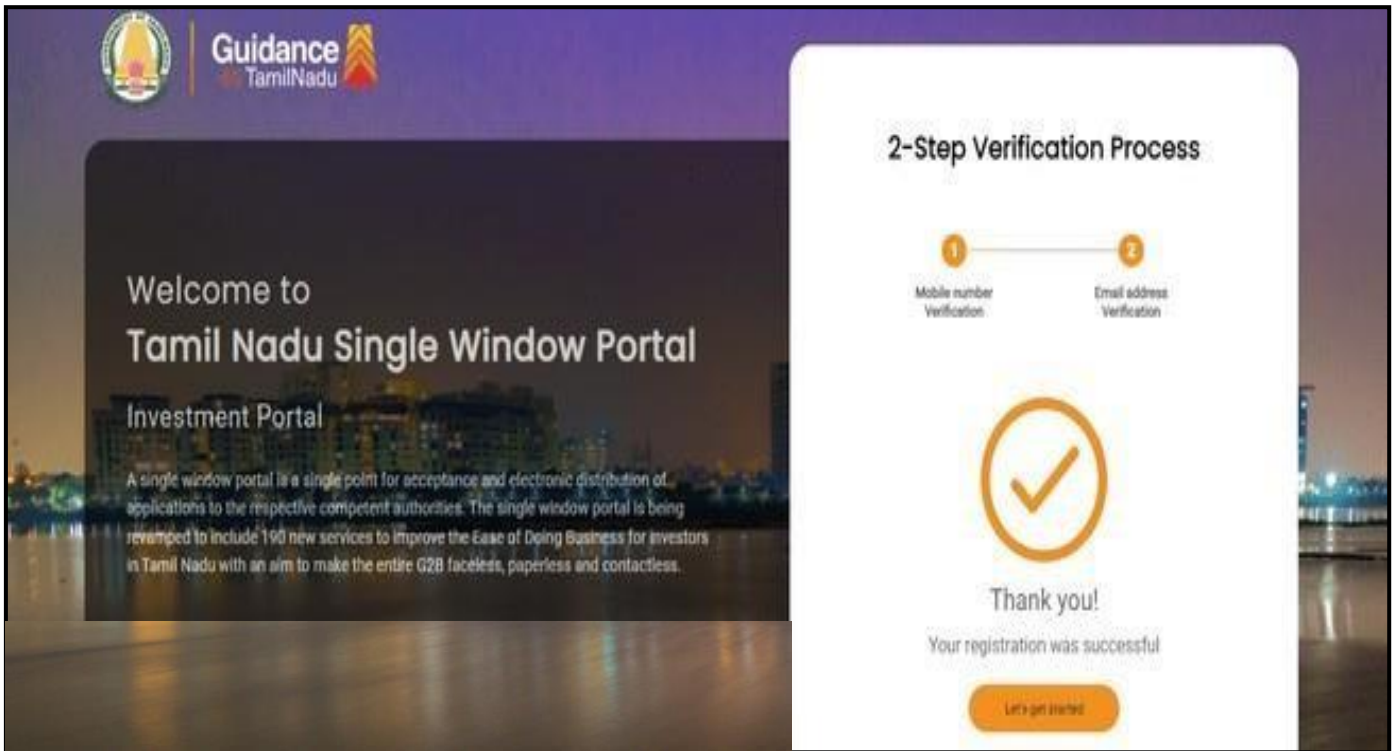 Guidance
TamilNadu
Welcome to
Tamil Nadu Single Window Portal
Investment Portal
A single window portal is a single point for acceptance and electronic distribution of
applications to the respective competent authorities. The single window portal is being
revamped to include 190 new services to improve the Ease of Doing Business for investors
in Tamil Nadu with an aim to make the entire G2B faceless, paperless and contactless.
2-Step Verification Process
1
2
Mobile number
Verification
Email address
Verification
Thank you!
Your registration was successful
Let's get started